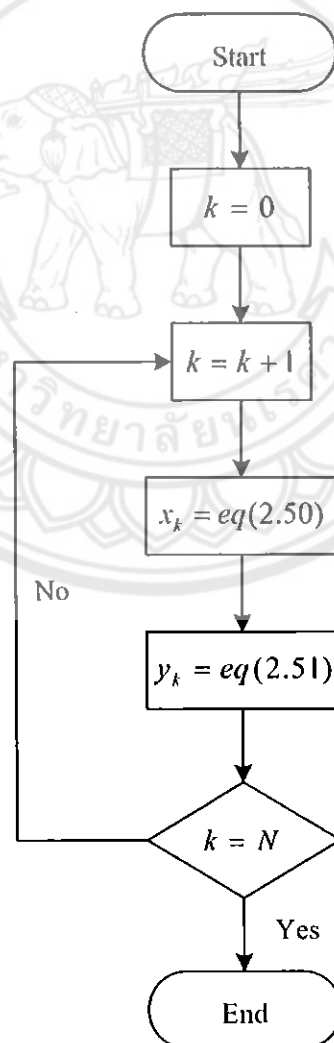 Start
k = 0
k = k + 1
x_k = eq(2.50)
No
y_k = eq(2.51)
k = N
Yes
End